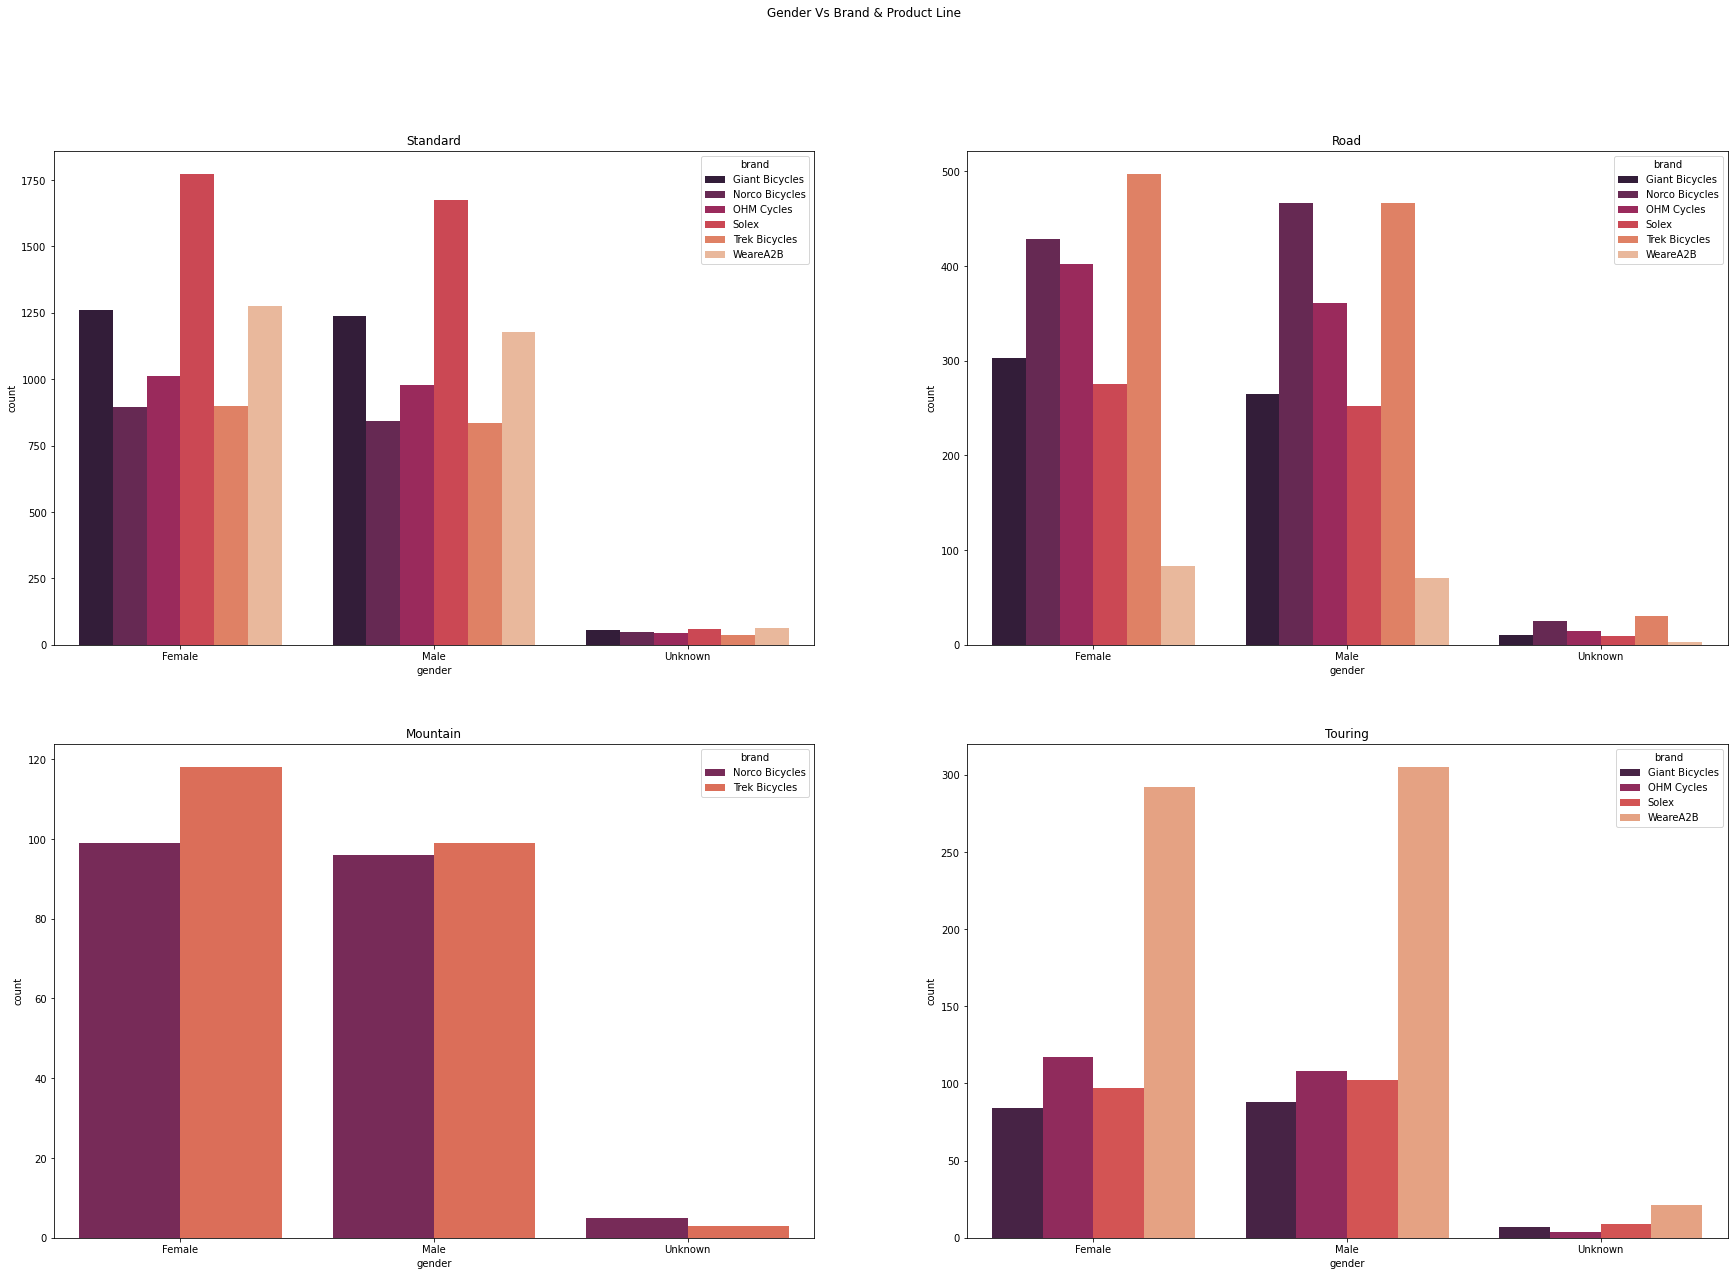 Gender Vs Brand & Product Line
Standard
brand
Giant Bicycles
Norco Bicycles
OHM Cycles
Solex
Trek Bicycles
WeareA2B
count
1750
1500
1250
1000
750
500
250
0
Female
Male
Unknown
gender
Road
brand
Giant Bicycles
Norco Bicycles
OHM Cycles
Solex
Trek Bicycles
WeareA2B
count
500
400
300
200
100
0
Female
Male
Unknown
gender
Mountain
brand
Norco Bicycles
Trek Bicycles
count
120
100
80
60
40
20
0
Female
Male
Unknown
gender
Touring
brand
Giant Bicycles
OHM Cycles
Solex
WeareA2B
count
300
250
200
150
100
50
0
Female
Male
Unknown
gender